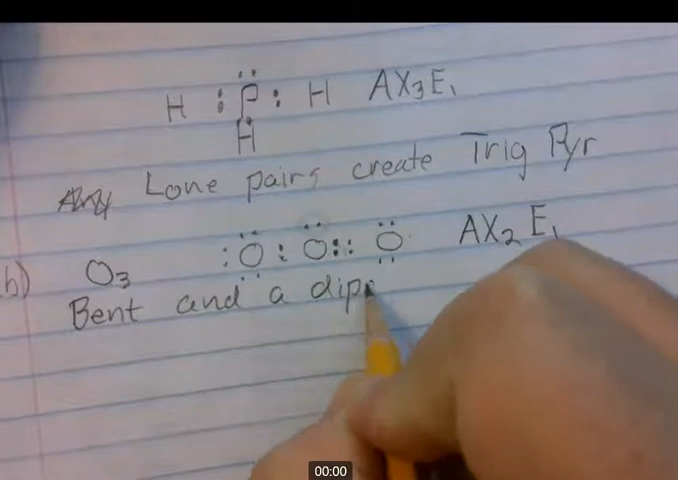 H : P : H AX₃E₁
H
Lone pairs create Trig Pyr
b) O₃ :O : O :: O AX₂E₁
Bent and a dip
00:00